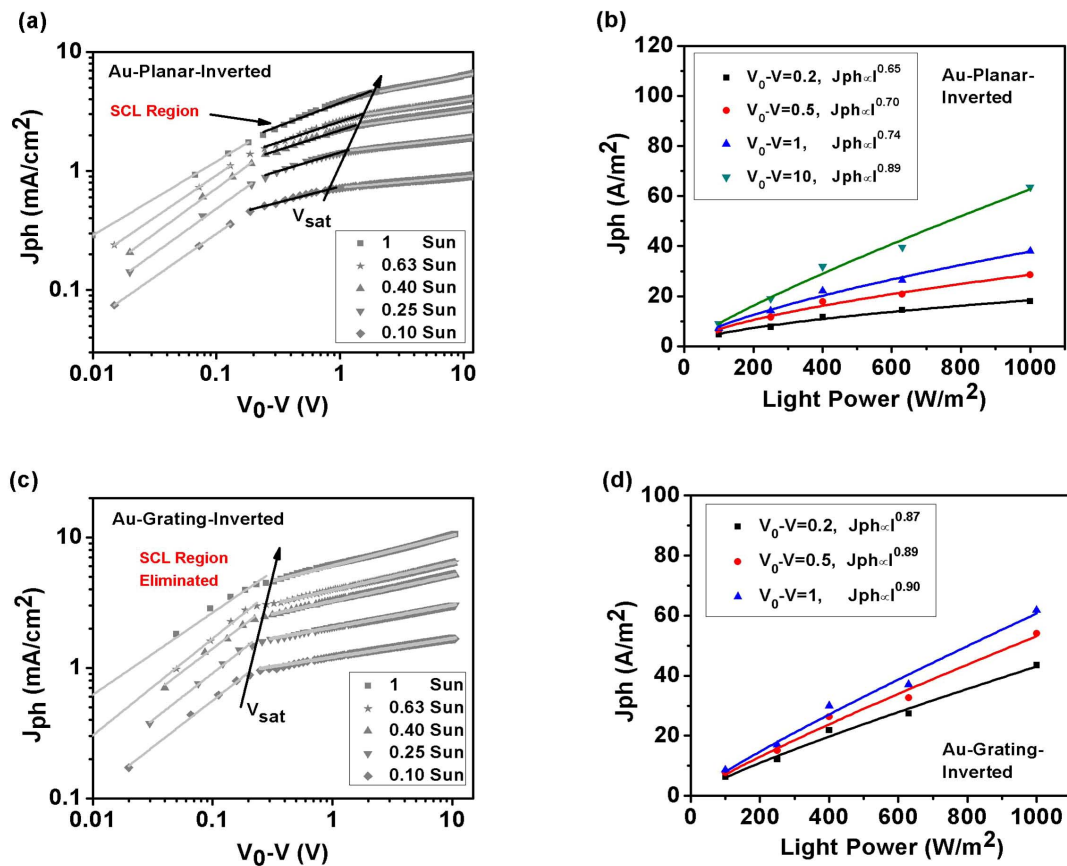 (a)
Au-Planar-Inverted
SCL Region
Vsat
1 Sun
0.63 Sun
0.40 Sun
0.25 Sun
0.10 Sun
10
1
0.1
0.01 0.1 1 10
Jph (mA/cm²)
V₀-V (V)
(b)
V₀-V=0.2, Jph∝I^0.65
V₀-V=0.5, Jph∝I^0.70
V₀-V=1, Jph∝I^0.74
V₀-V=10, Jph∝I^0.89
Au-Planar-
Inverted
120
100
80
60
40
20
0
200 400 600 800 1000
Jph (A/m²)
Light Power (W/m²)
(c)
Au-Grating-Inverted
SCL Region
Eliminated
Vsat
1 Sun
0.63 Sun
0.40 Sun
0.25 Sun
0.10 Sun
10
1
0.1
0.01 0.1 1 10
Jph (mA/cm²)
V₀-V (V)
(d)
V₀-V=0.2, Jph∝I^0.87
V₀-V=0.5, Jph∝I^0.89
V₀-V=1, Jph∝I^0.90
Au-Grating-
Inverted
100
80
60
40
20
0
200 400 600 800 1000
Jph (A/m²)
Light Power (W/m²)